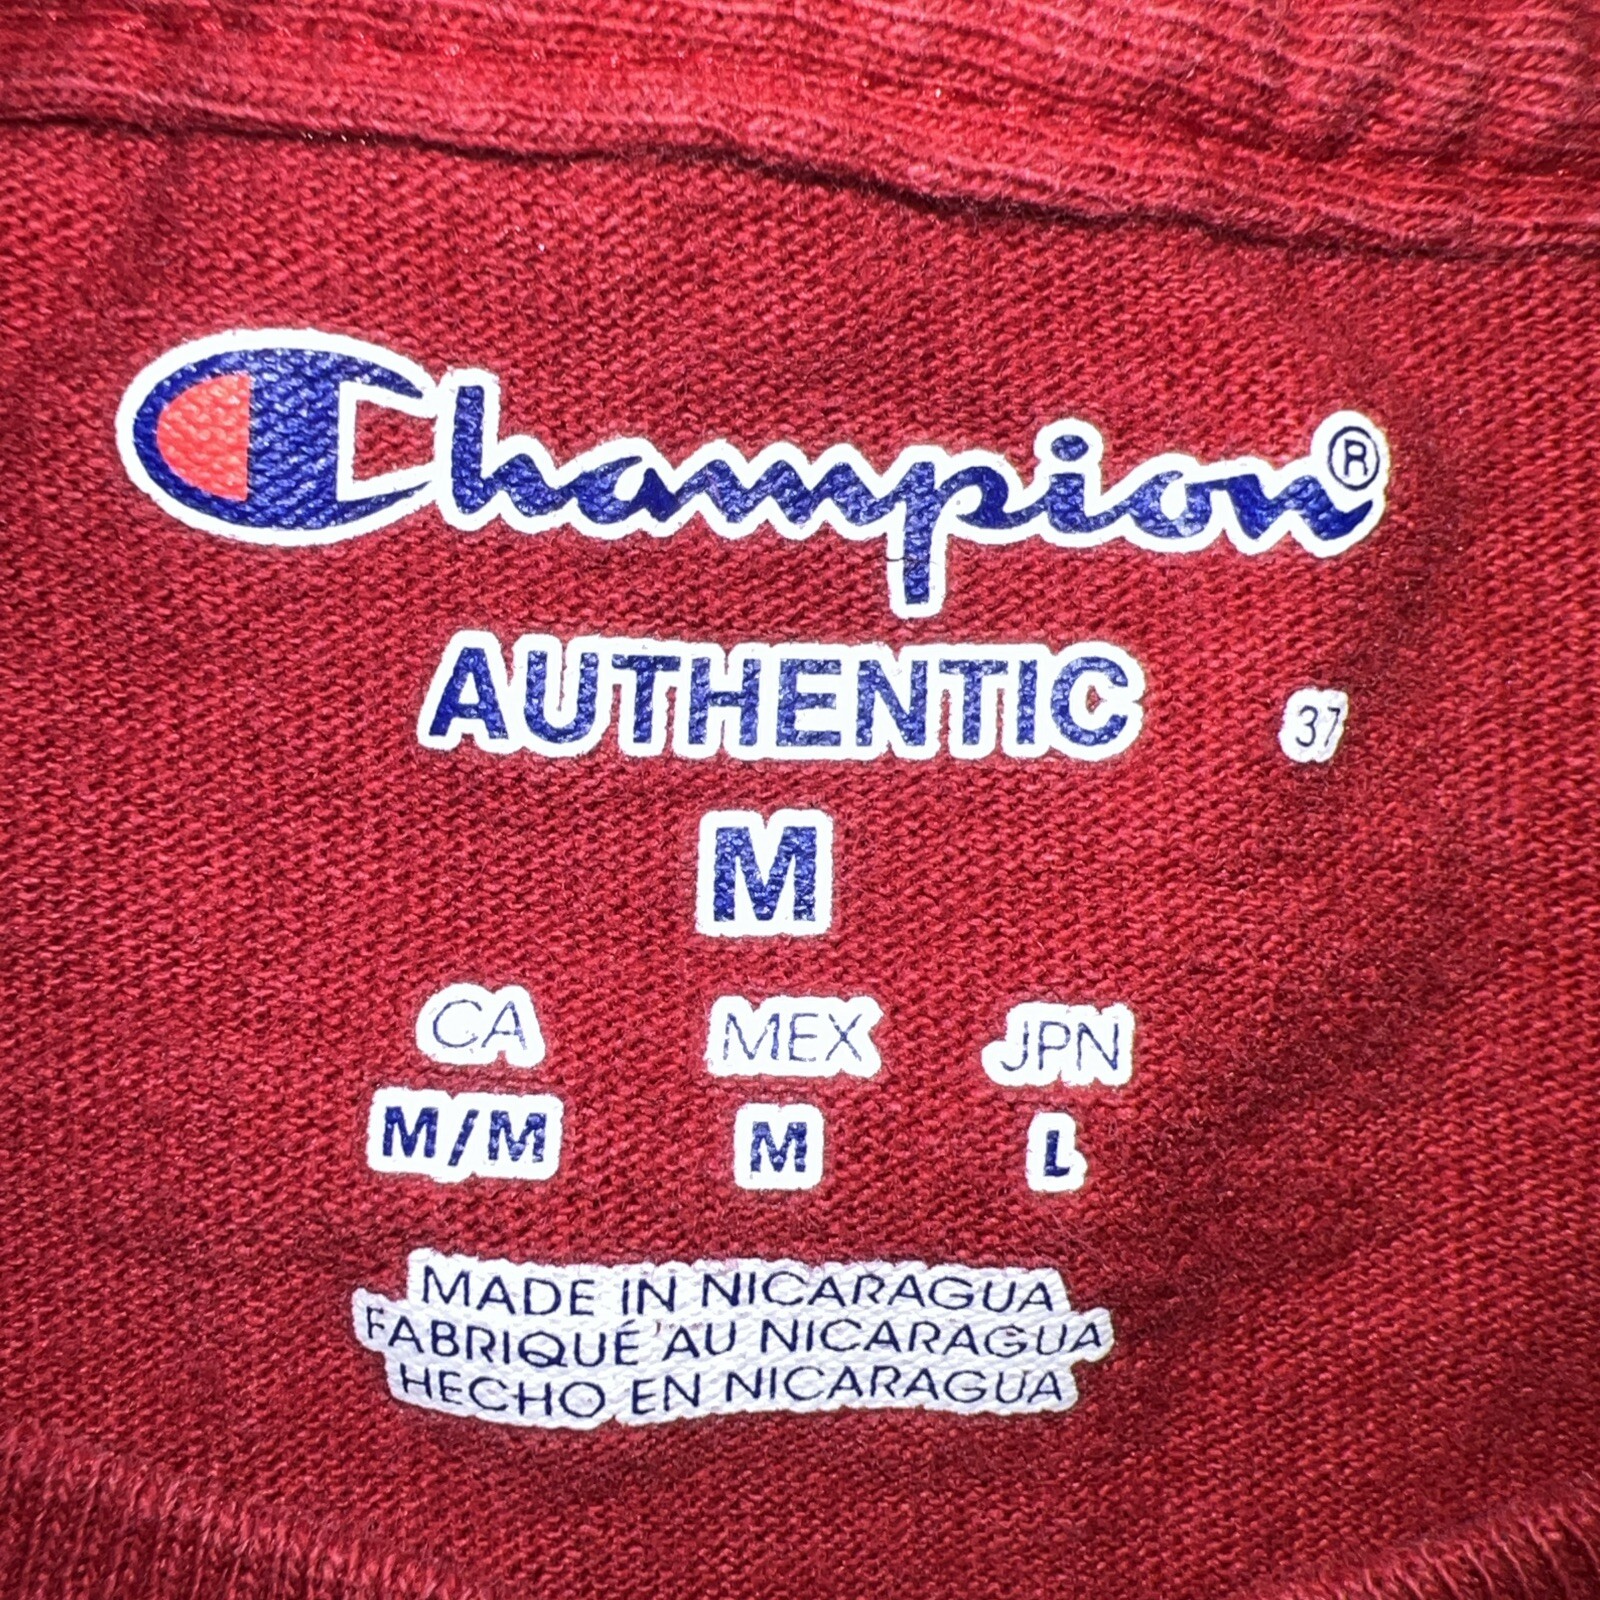 Champion®
AUTHENTIC 37
M
CA MEX JPN
M/M M L
MADE IN NICARAGUA
FABRIQUÉ AU NICARAGUA
HECHO EN NICARAGUA